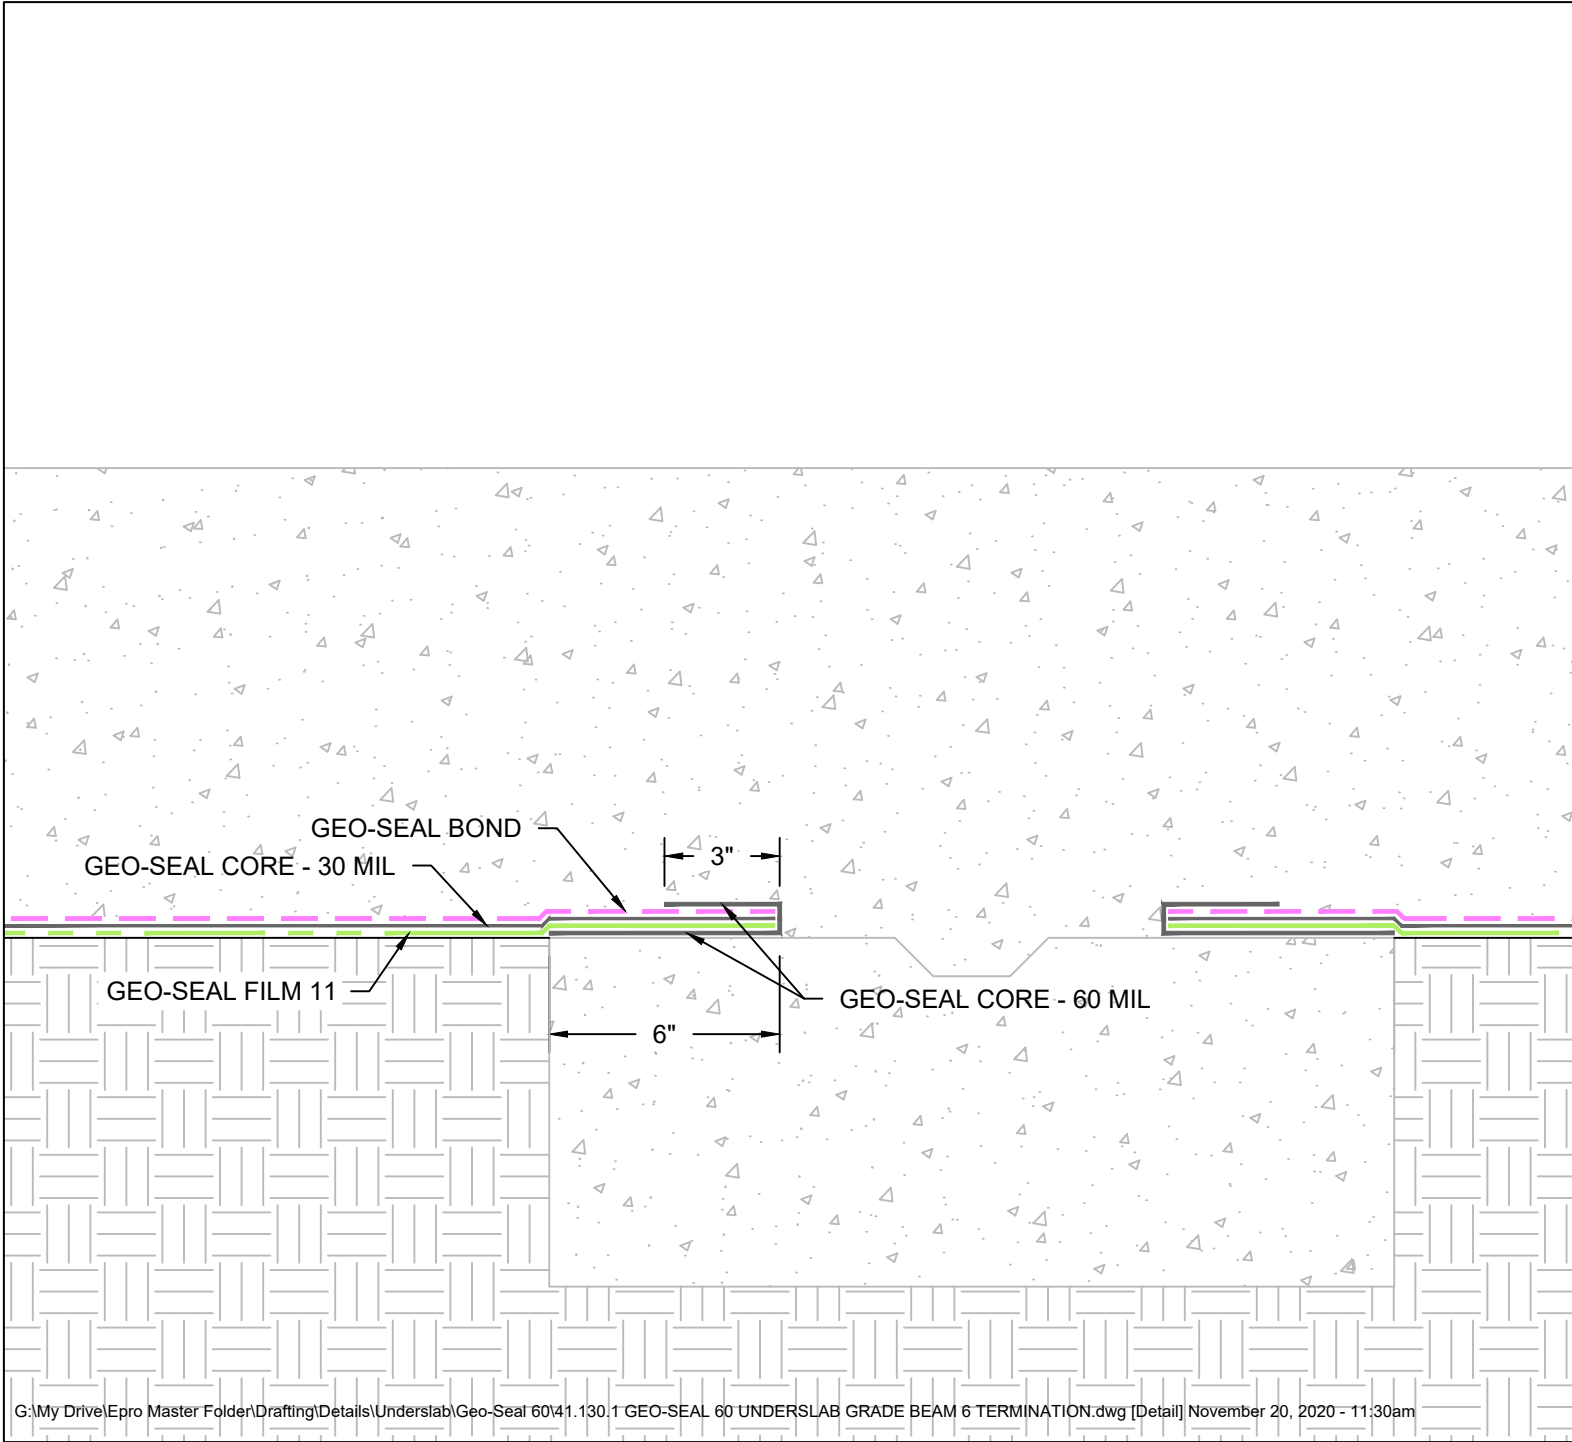 GEO-SEAL BOND
GEO-SEAL CORE - 30 MIL
3"
GEO-SEAL FILM 11
GEO-SEAL CORE - 60 MIL
6"
G:\My Drive\Epro Master Folder\Drafting\Details\Underslab\Geo-Seal 60\41.130.1 GEO-SEAL 60 UNDERSLAB GRADE BEAM 6 TERMINATION.dwg [Detail] November 20, 2020 - 11:30am